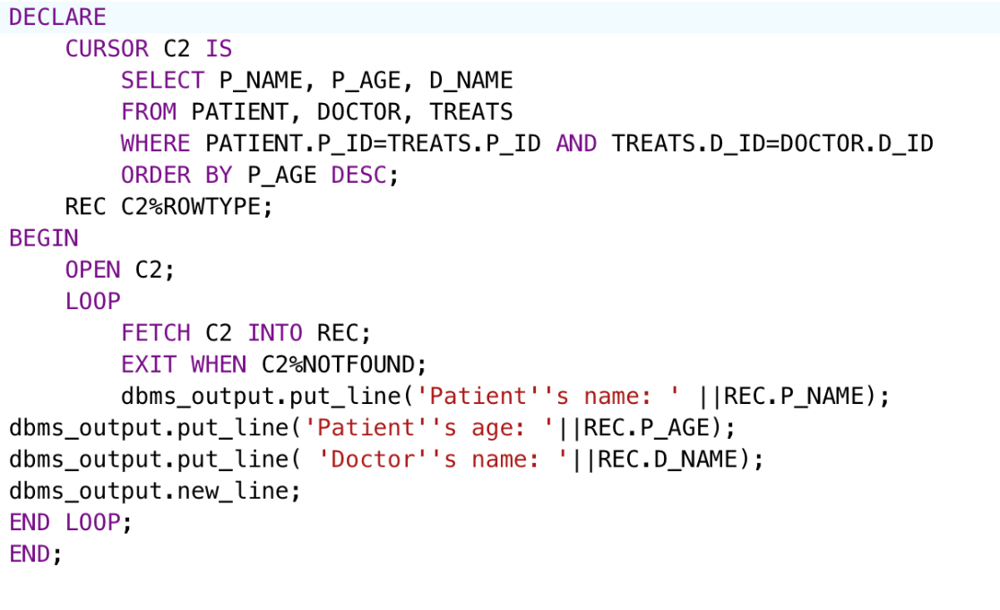 DECLARE
    CURSOR C2 IS
        SELECT P_NAME, P_AGE, D_NAME
        FROM PATIENT, DOCTOR, TREATS
        WHERE PATIENT.P_ID=TREATS.P_ID AND TREATS.D_ID=DOCTOR.D_ID
        ORDER BY P_AGE DESC;
    REC C2%ROWTYPE;
BEGIN
    OPEN C2;
    LOOP
        FETCH C2 INTO REC;
        EXIT WHEN C2%NOTFOUND;
        dbms_output.put_line('Patient''s name: ' ||REC.P_NAME);
dbms_output.put_line('Patient''s age: '||REC.P_AGE);
dbms_output.put_line( 'Doctor''s name: '||REC.D_NAME);
dbms_output.new_line;
END LOOP;
END;